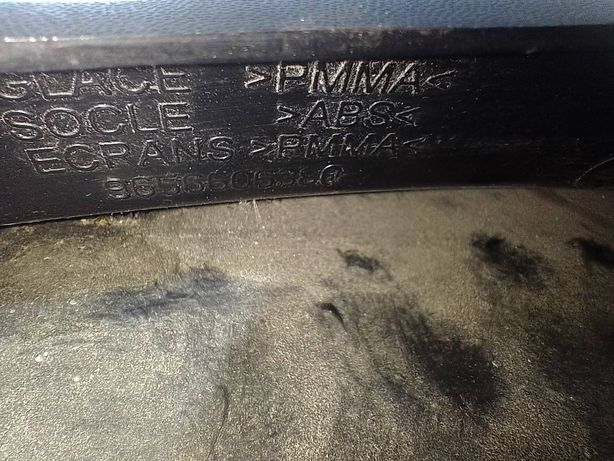 GLACE >PMMA<
SOCLE >ABS<
ECRANS >PMMA<